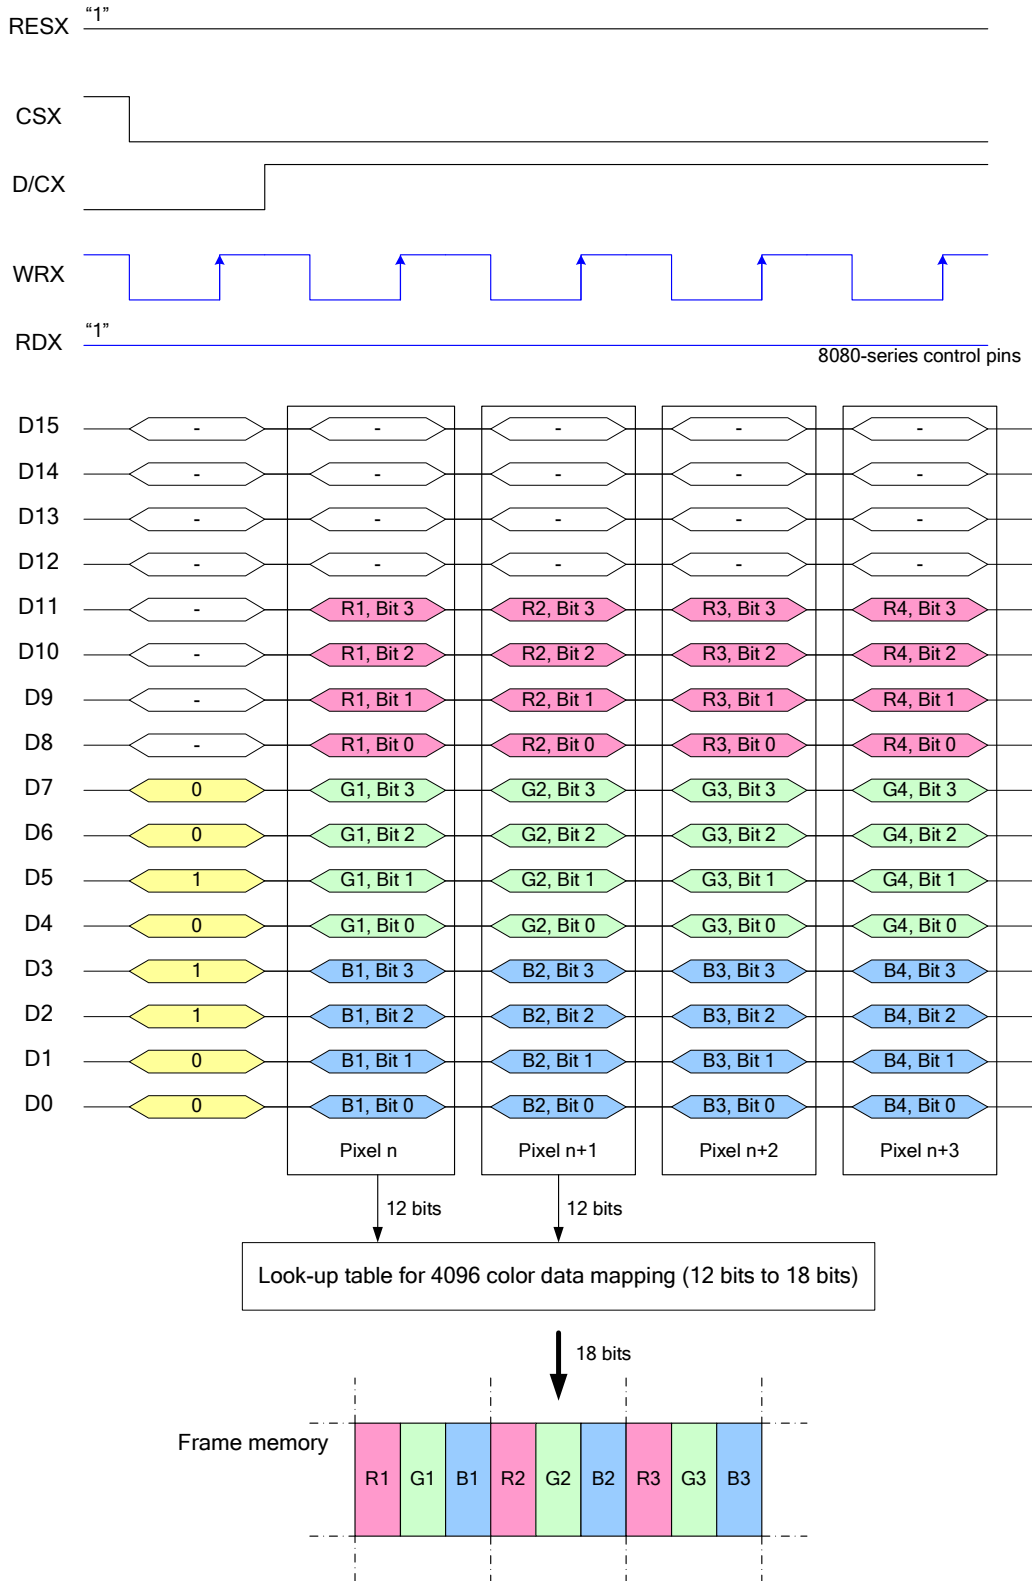 RESX “1”
CSX
D/CX
WRX
RDX “1”
8080-series control pins
D15 - - - - -
D14 - - - - -
D13 - - - - -
D12 - - - - -
D11 - R1, Bit 3 R2, Bit 3 R3, Bit 3 R4, Bit 3
D10 - R1, Bit 2 R2, Bit 2 R3, Bit 2 R4, Bit 2
D9 - R1, Bit 1 R2, Bit 1 R3, Bit 1 R4, Bit 1
D8 - R1, Bit 0 R2, Bit 0 R3, Bit 0 R4, Bit 0
D7 0 G1, Bit 3 G2, Bit 3 G3, Bit 3 G4, Bit 3
D6 0 G1, Bit 2 G2, Bit 2 G3, Bit 2 G4, Bit 2
D5 1 G1, Bit 1 G2, Bit 1 G3, Bit 1 G4, Bit 1
D4 0 G1, Bit 0 G2, Bit 0 G3, Bit 0 G4, Bit 0
D3 1 B1, Bit 3 B2, Bit 3 B3, Bit 3 B4, Bit 3
D2 1 B1, Bit 2 B2, Bit 2 B3, Bit 2 B4, Bit 2
D1 0 B1, Bit 1 B2, Bit 1 B3, Bit 1 B4, Bit 1
D0 0 B1, Bit 0 B2, Bit 0 B3, Bit 0 B4, Bit 0
Pixel n Pixel n+1 Pixel n+2 Pixel n+3
12 bits 12 bits
Look-up table for 4096 color data mapping (12 bits to 18 bits)
18 bits
Frame memory
R1 G1 B1 R2 G2 B2 R3 G3 B3